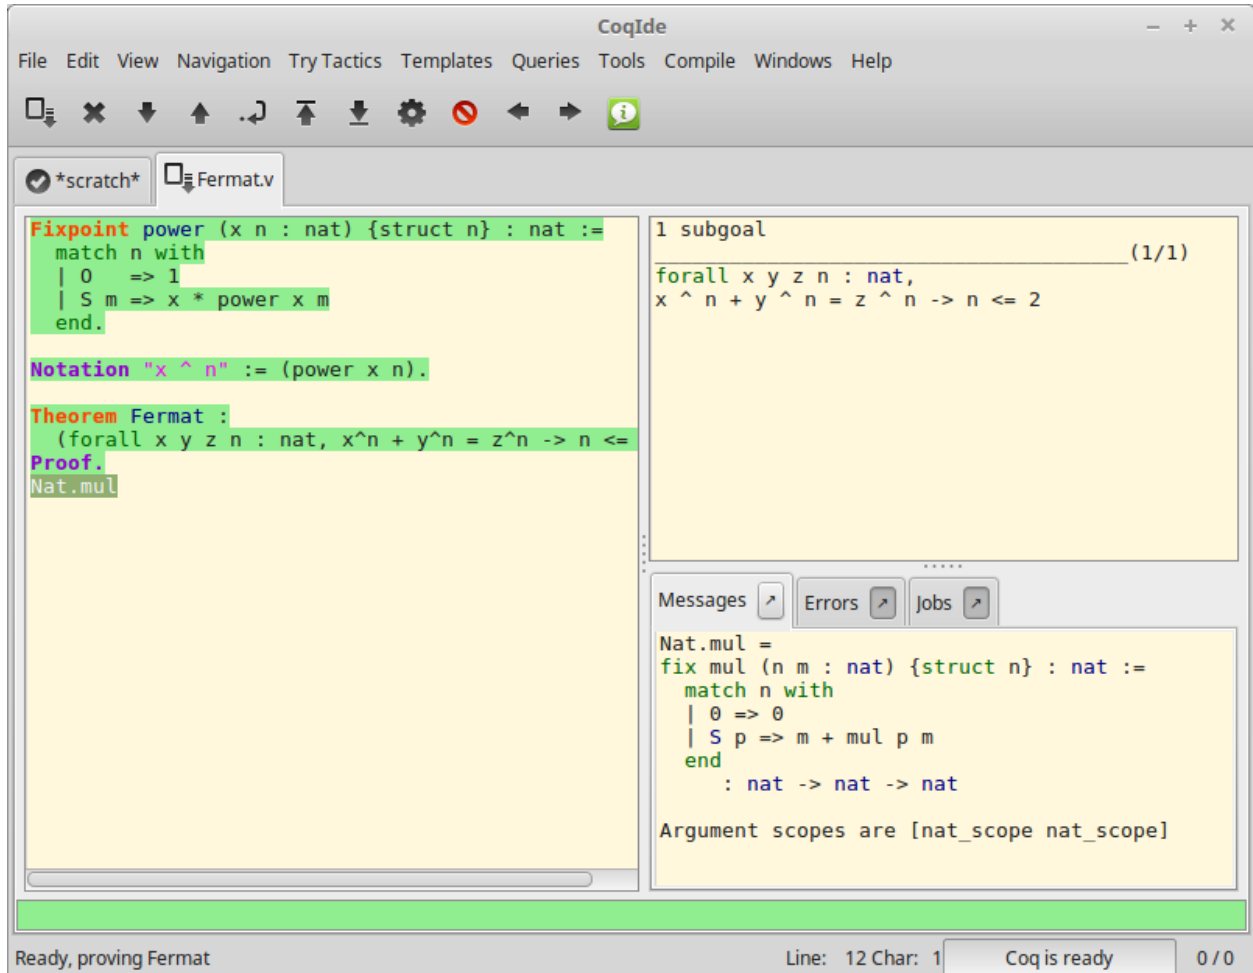 CoqIde
File Edit View Navigation Try Tactics Templates Queries Tools Compile Windows Help
*scratch* Fermat.v
Fixpoint power (x n : nat) {struct n} : nat :=
  match n with
  | O   => 1
  | S m => x * power x m
  end.
Notation "x ^ n" := (power x n).
Theorem Fermat :
  (forall x y z n : nat, x^n + y^n = z^n -> n <=
Proof.
Nat.mul
1 subgoal
______________________________________(1/1)
forall x y z n : nat,
x ^ n + y ^ n = z ^ n -> n <= 2
Messages Errors Jobs
Nat.mul =
fix mul (n m : nat) {struct n} : nat :=
  match n with
  | 0 => 0
  | S p => m + mul p m
  end
     : nat -> nat -> nat
Argument scopes are [nat_scope nat_scope]
Ready, proving Fermat Line: 12 Char: 1 Coq is ready 0 / 0